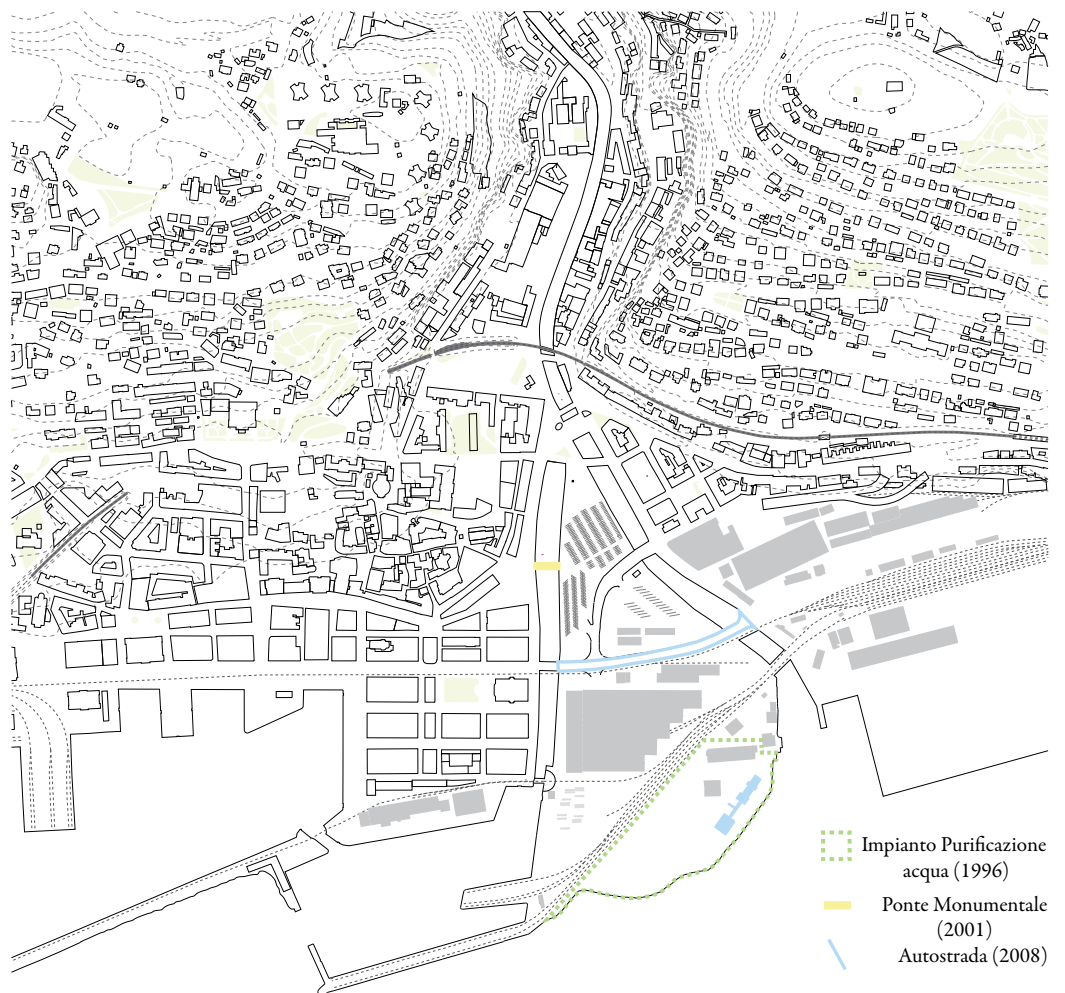 Impianto Purificazione
acqua (1996)
Ponte Monumentale
(2001)
Autostrada (2008)